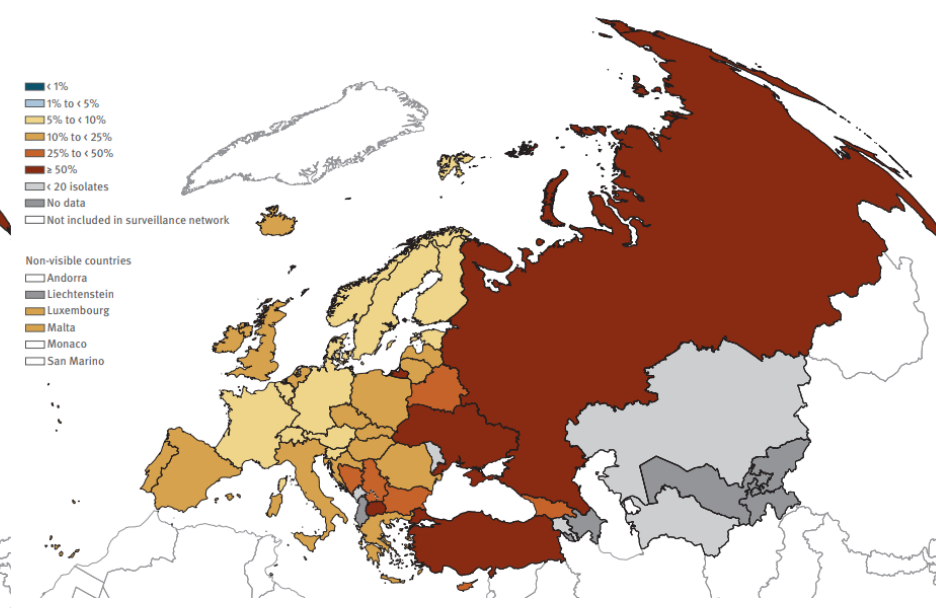 < 1%
1% to < 5%
5% to < 10%
10% to < 25%
25% to < 50%
≥ 50%
< 20 isolates
No data
Not included in surveillance network
Non-visible countries
Andorra
Liechtenstein
Luxembourg
Malta
Monaco
San Marino